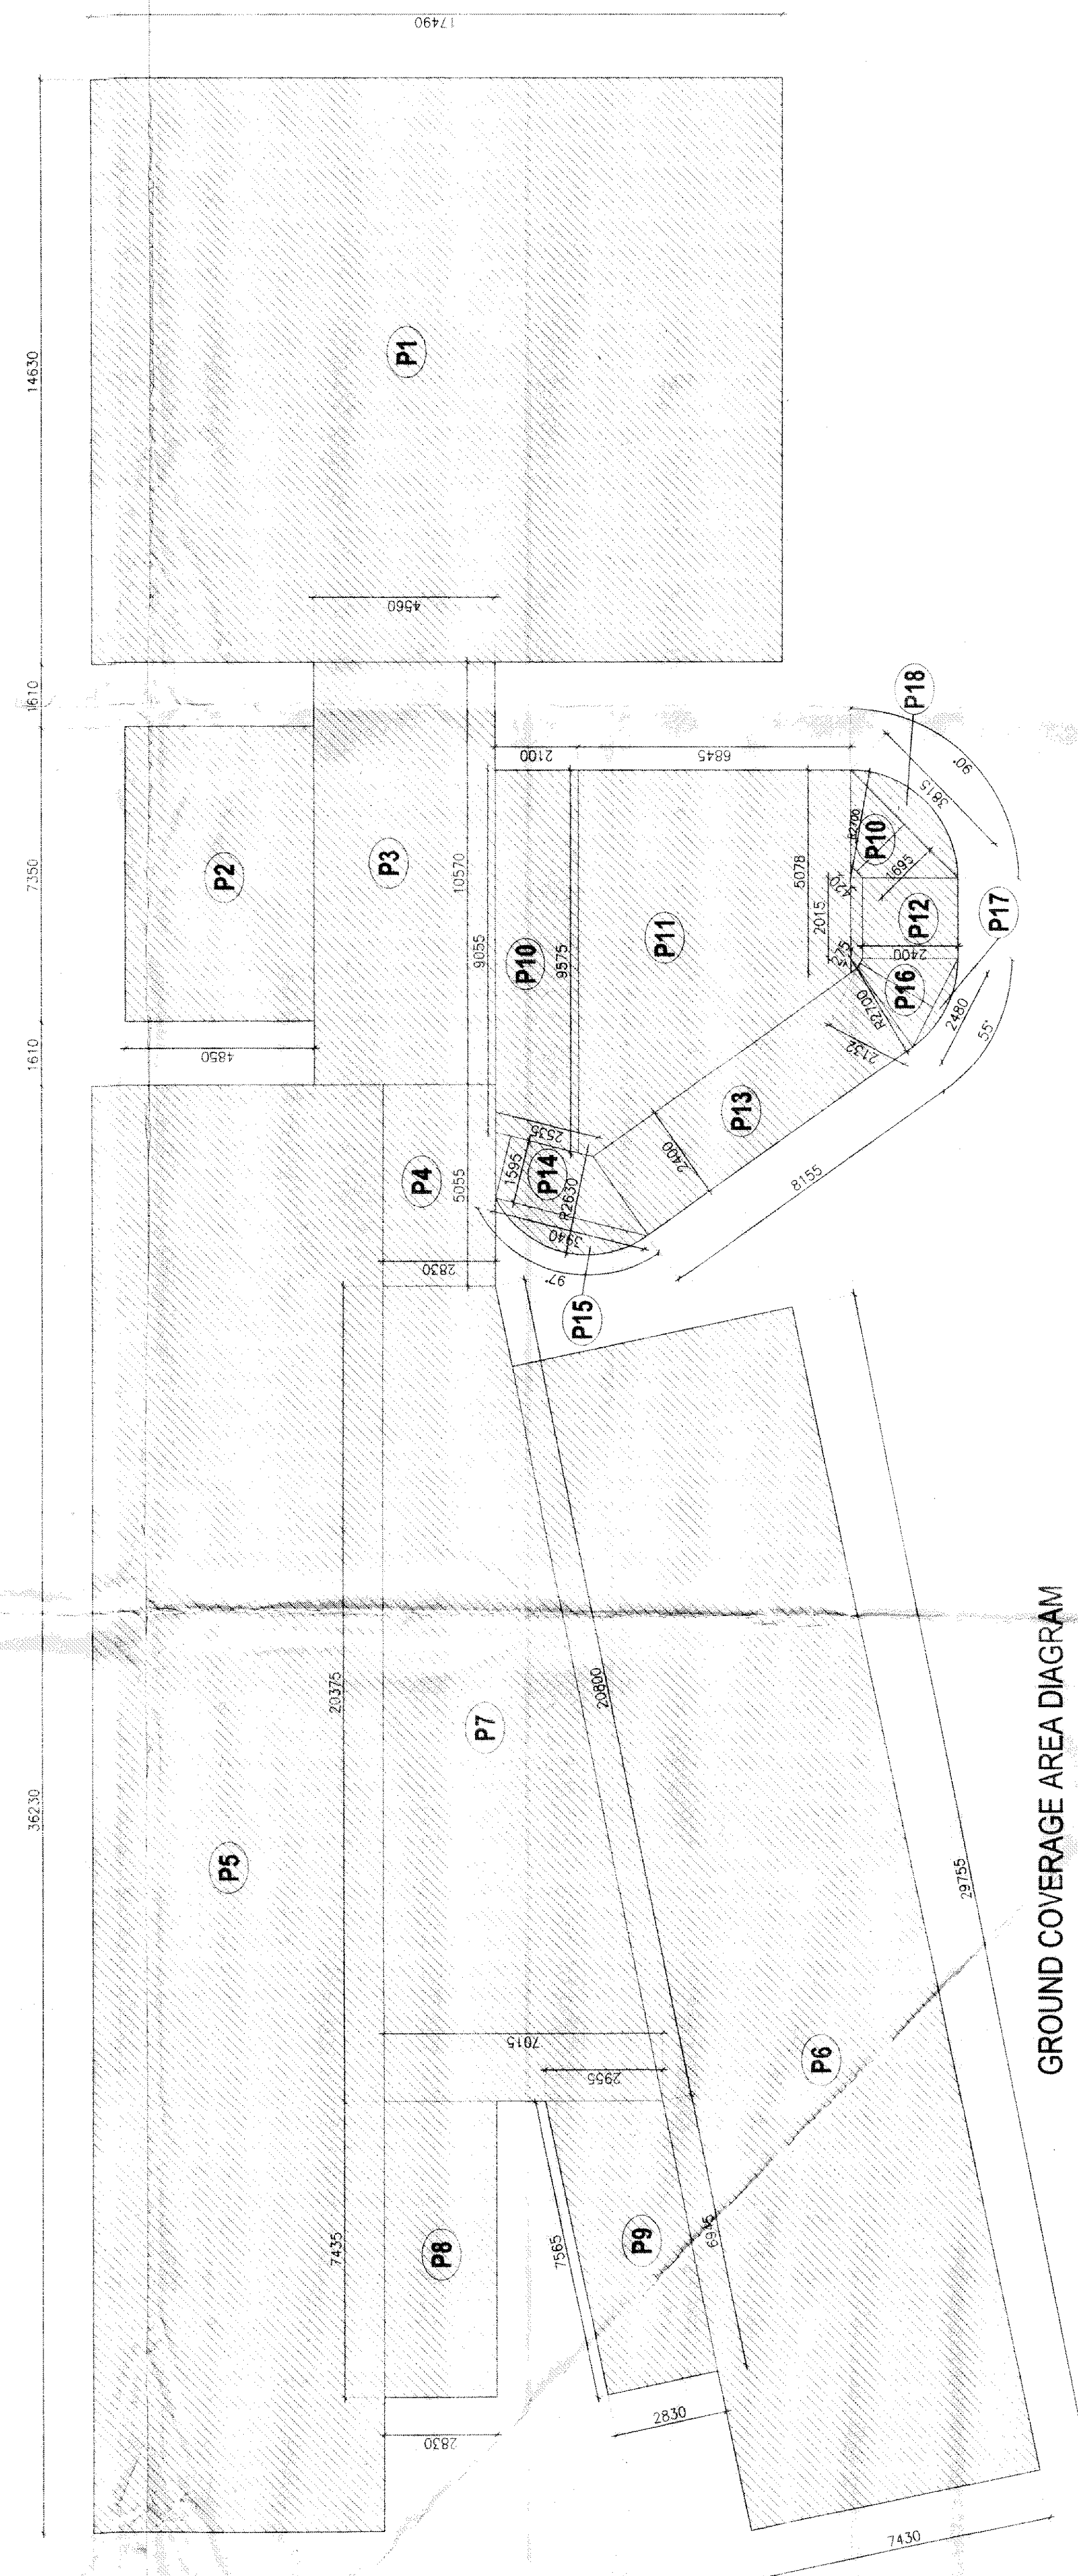 17490
14630
P1
4560
1610
7350
1610
P2
4850
P3
10570
9055
P10
9575
2100
6845
P11
5078
2015
420
275
R2700
P10
1695
P18
3815
90°
P12
2400
P17
P16
R2700
2132
2480
55°
P13
2400
8155
P4
5055
2830
2535
1595
P14
R2630
3940
97°
P15
36230
P5
20375
P7
20800
7015
2955
29755
P6
7435
P8
7565
P9
6945
2830
2830
7430
GROUND COVERAGE AREA DIAGRAM